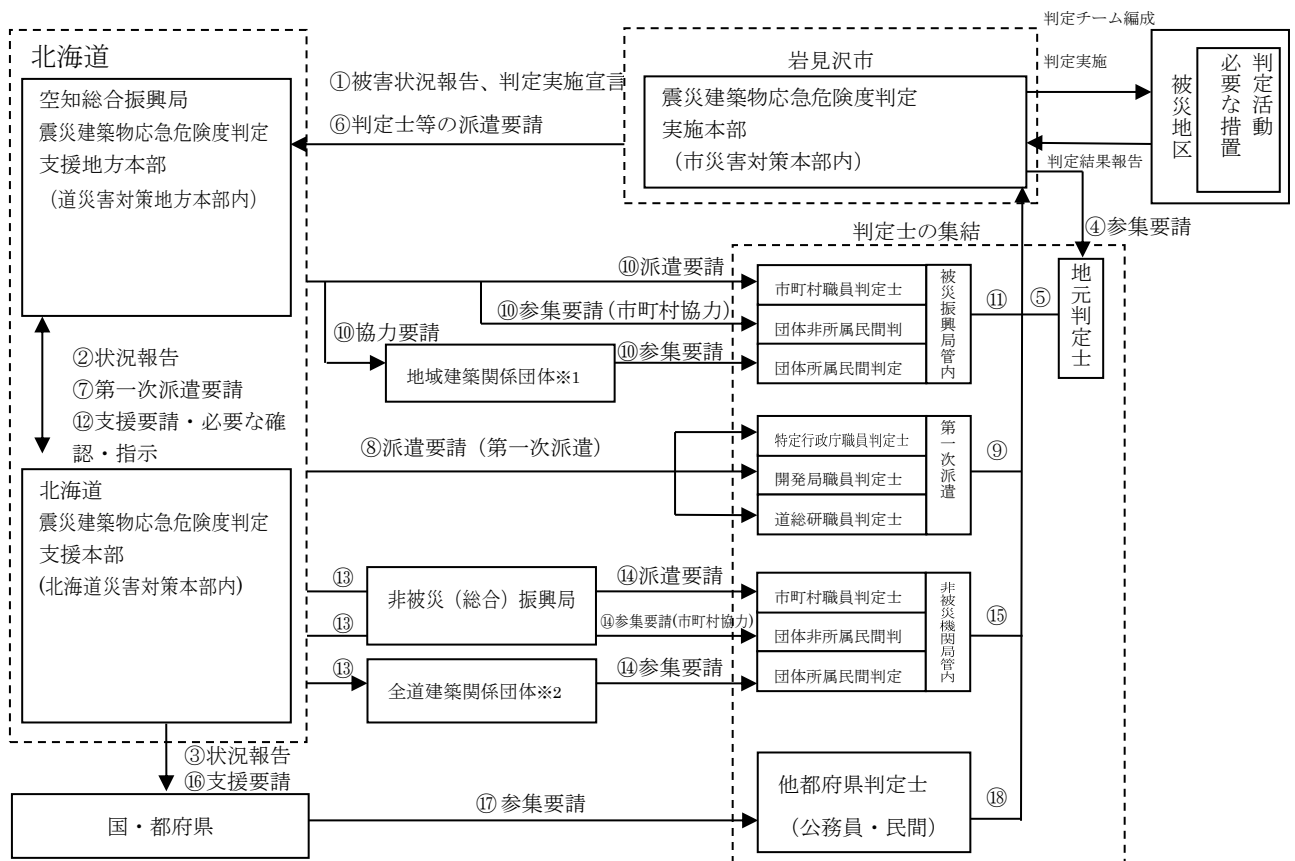 北海道
空知総合振興局
震災建築物応急危険度判定
支援地方本部
（道災害対策地方本部内）
①被害状況報告、判定実施宣言
⑥判定士等の派遣要請
岩見沢市
震災建築物応急危険度判定
実施本部
（市災害対策本部内）
判定チーム編成
判定実施
判定結果報告
被災地区
判定活動
必要な措置
④参集要請
判定士の集結
地元判定士
⑤
⑪
⑩派遣要請
⑩参集要請（市町村協力）
⑩協力要請
地域建築関係団体※1
⑩参集要請
市町村職員判定士
団体非所属民間判
団体所属民間判定
被災振興局管内
②状況報告
⑦第一次派遣要請
⑫支援要請・必要な確
認・指示
⑧派遣要請（第一次派遣）
特定行政庁職員判定士
開発局職員判定士
道総研職員判定士
第一次派遣
⑨
北海道
震災建築物応急危険度判定
支援本部
(北海道災害対策本部内)
⑬
⑬
⑬
非被災（総合）振興局
全道建築関係団体※2
⑭派遣要請
⑭参集要請(市町村協力)
⑭参集要請
市町村職員判定士
団体非所属民間判
団体所属民間判定
非被災機関局管内
⑮
③状況報告
⑯支援要請
国・都府県
⑰参集要請
他都府県判定士
（公務員・民間）
⑱